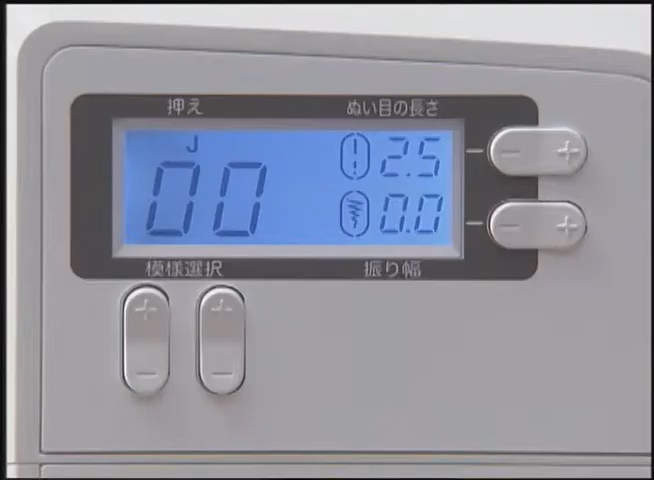 押え ぬい目の長さ
J 2.5
00 0.0
模様選択 振り幅
− +
− +
+ +
− −